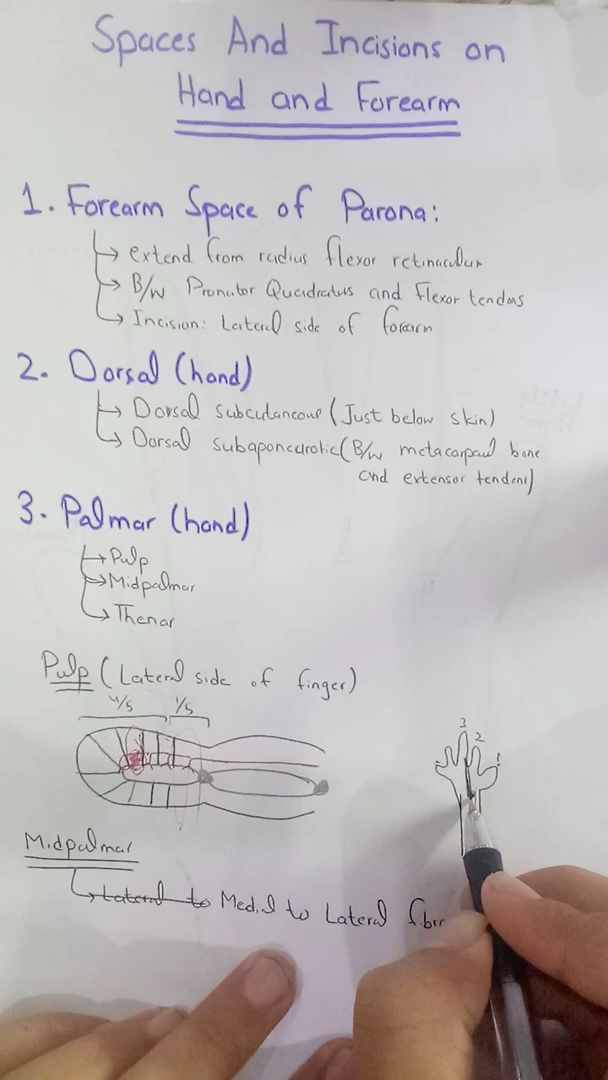 Spaces And Incisions on
Hand and Forearm
1. Forearm Space of Parona:
↳ extend from radius flexor retinacular
↳ B/W Pronator Quadratus and Flexor tendons
↳ Incision: Lateral side of forearm
2. Dorsal (hand)
↳ Dorsal subcutaneous (Just below skin)
↳ Dorsal subaponeurotic (B/W metacarpal bone
and extensor tendons)
3. Palmar (hand)
↳ Pulp
↳ Midpalmar
↳ Thenar
Pulp (Lateral side of finger)
4/5 1/5
3
2
1
Midpalmar
↳ Lateral to Medial to Lateral fibr